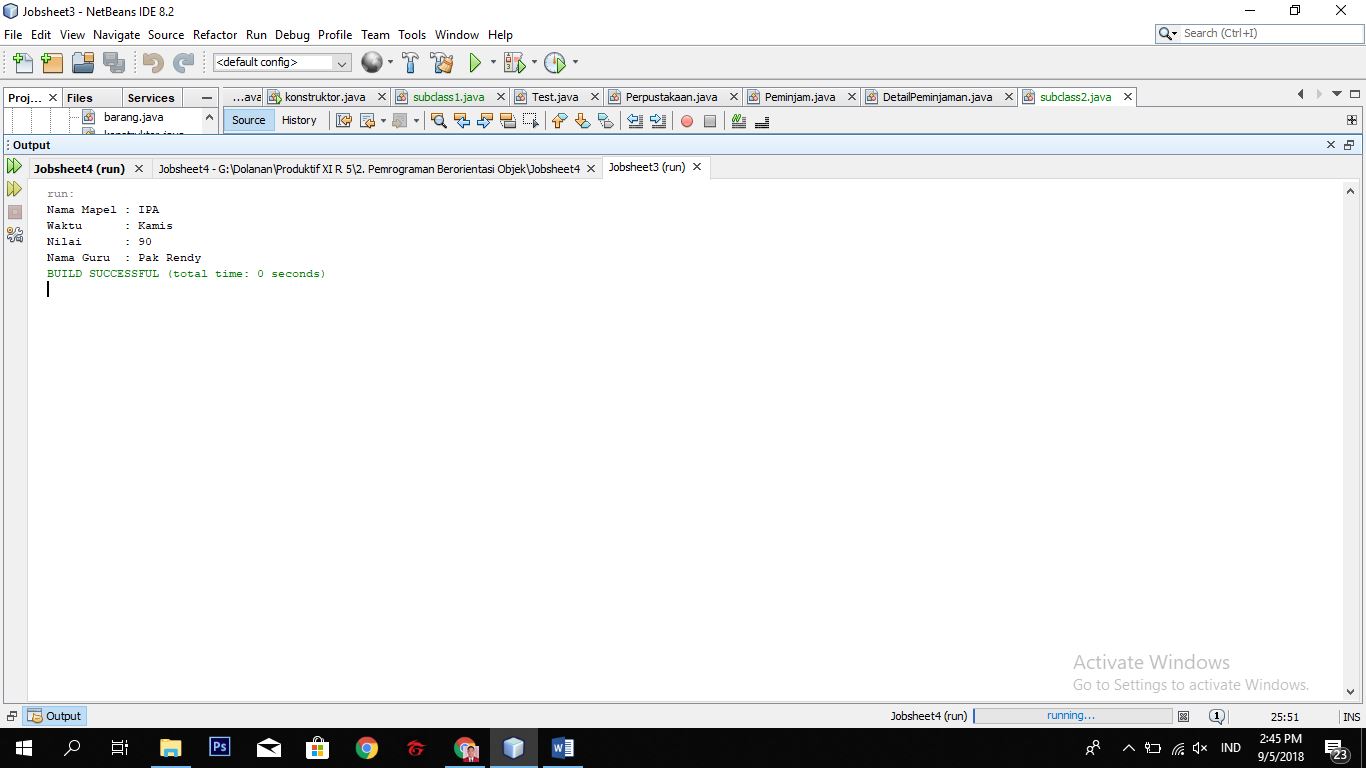 Jobsheet3 - NetBeans IDE 8.2
File Edit View Navigate Source Refactor Run Debug Profile Team Tools Window Help
Search (Ctrl+I)
<default config>
Proj... Files Services
...ava konstruktor.java subclass1.java Test.java Perpustakaan.java Peminjam.java DetailPeminjaman.java subclass2.java
barang.java
Source History
Output
Jobsheet4 (run) Jobsheet4 - G:\Dolanan\Produktif XI R 5\2. Pemrograman Berorientasi Objek\Jobsheet4 Jobsheet3 (run)
run:
Nama Mapel : IPA
Waktu : Kamis
Nilai : 90
Nama Guru : Pak Rendy
BUILD SUCCESSFUL (total time: 0 seconds)
Activate Windows
Go to Settings to activate Windows.
Output
Jobsheet4 (run) running... 1 25:51 INS
Ps
IND
2:45 PM
9/5/2018
23